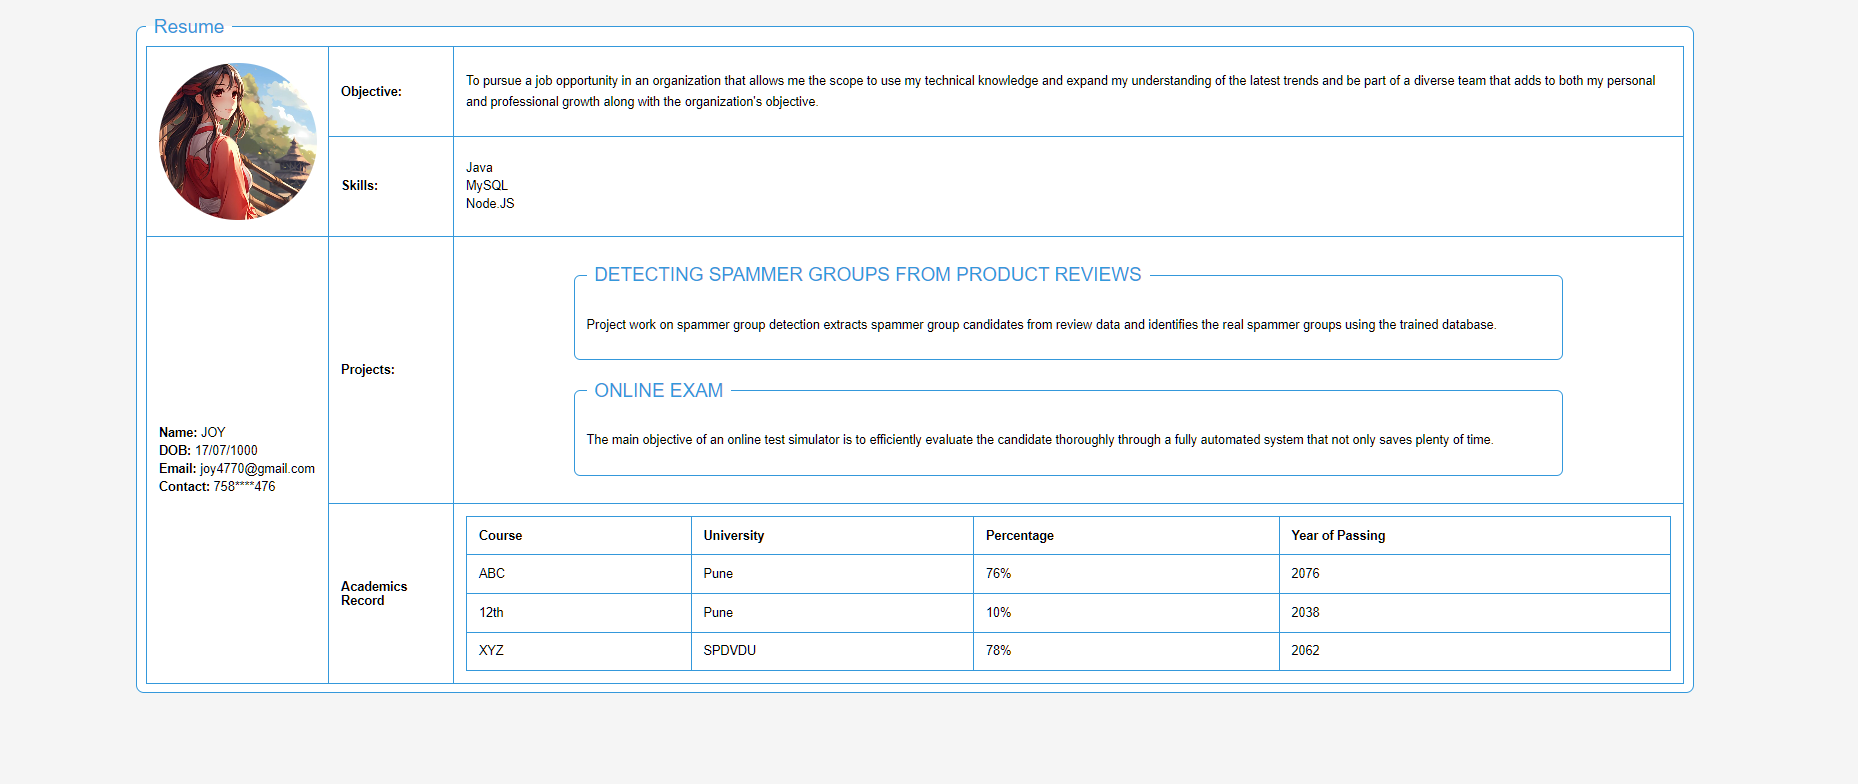 Resume
Objective:
To pursue a job opportunity in an organization that allows me the scope to use my technical knowledge and expand my understanding of the latest trends and be part of a diverse team that adds to both my personal
and professional growth along with the organization's objective.
Skills:
Java
MySQL
Node.JS
Name: JOY
DOB: 17/07/1000
Email: joy4770@gmail.com
Contact: 758****476
Projects:
DETECTING SPAMMER GROUPS FROM PRODUCT REVIEWS
Project work on spammer group detection extracts spammer group candidates from review data and identifies the real spammer groups using the trained database.
ONLINE EXAM
The main objective of an online test simulator is to efficiently evaluate the candidate thoroughly through a fully automated system that not only saves plenty of time.
Academics
Record
Course University Percentage Year of Passing
ABC Pune 76% 2076
12th Pune 10% 2038
XYZ SPDVDU 78% 2062